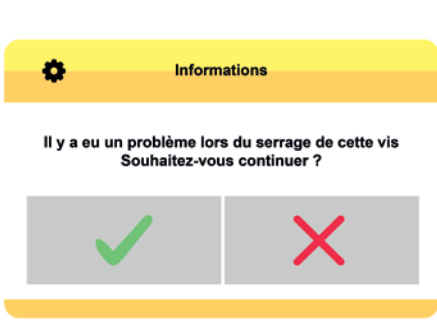 Informations
Il y a eu un problème lors du serrage de cette vis
Souhaitez-vous continuer ?